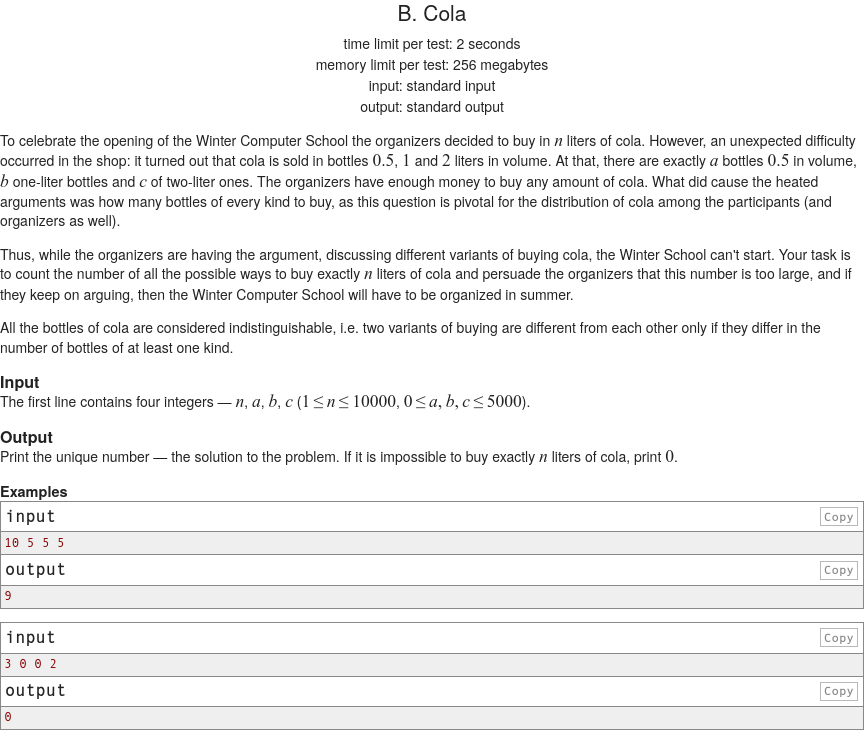 B. Cola
time limit per test: 2 seconds
memory limit per test: 256 megabytes
input: standard input
output: standard output
To celebrate the opening of the Winter Computer School the organizers decided to buy in n liters of cola. However, an unexpected difficulty
occurred in the shop: it turned out that cola is sold in bottles 0.5, 1 and 2 liters in volume. At that, there are exactly a bottles 0.5 in volume,
b one-liter bottles and c of two-liter ones. The organizers have enough money to buy any amount of cola. What did cause the heated
arguments was how many bottles of every kind to buy, as this question is pivotal for the distribution of cola among the participants (and
organizers as well).
Thus, while the organizers are having the argument, discussing different variants of buying cola, the Winter School can't start. Your task is
to count the number of all the possible ways to buy exactly n liters of cola and persuade the organizers that this number is too large, and if
they keep on arguing, then the Winter Computer School will have to be organized in summer.
All the bottles of cola are considered indistinguishable, i.e. two variants of buying are different from each other only if they differ in the
number of bottles of at least one kind.
Input
The first line contains four integers — n, a, b, c (1 ≤ n ≤ 10000, 0 ≤ a, b, c ≤ 5000).
Output
Print the unique number — the solution to the problem. If it is impossible to buy exactly n liters of cola, print 0.
Examples
input Copy
10 5 5 5
output Copy
9
input Copy
3 0 0 2
output Copy
0